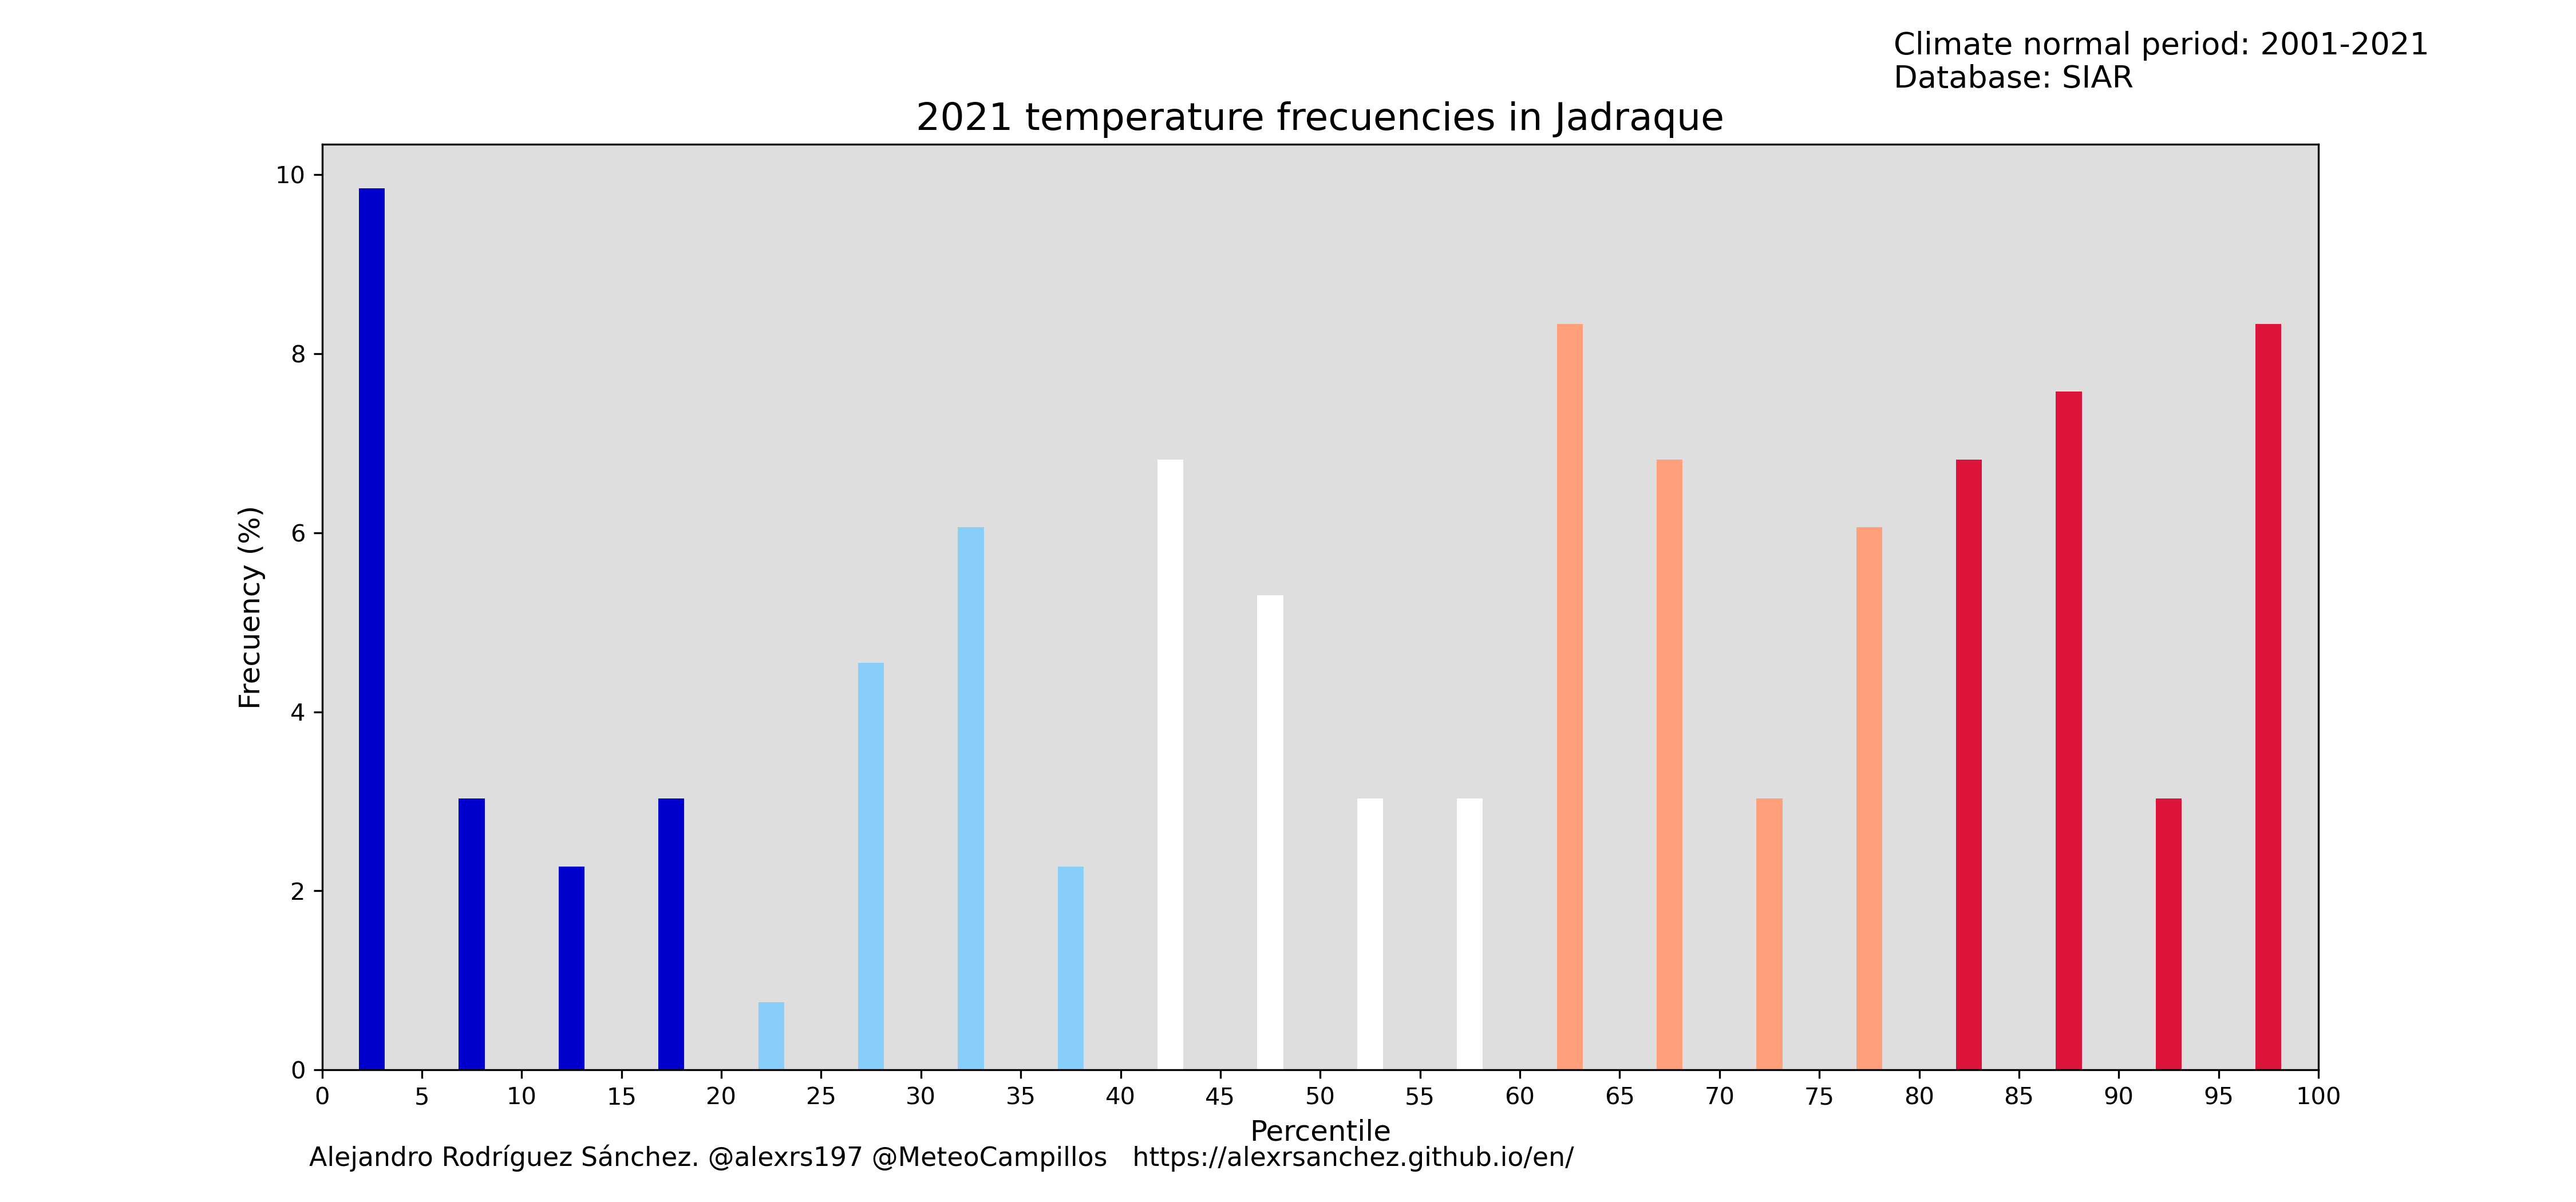 Climate normal period: 2001-2021
Database: SIAR
2021 temperature frecuencies in Jadraque
Frecuency (%)
10
8
6
4
2
0
0 5 10 15 20 25 30 35 40 45 50 55 60 65 70 75 80 85 90 95 100
Percentile
Alejandro Rodríguez Sánchez. @alexrs197 @MeteoCampillos https://alexrsanchez.github.io/en/